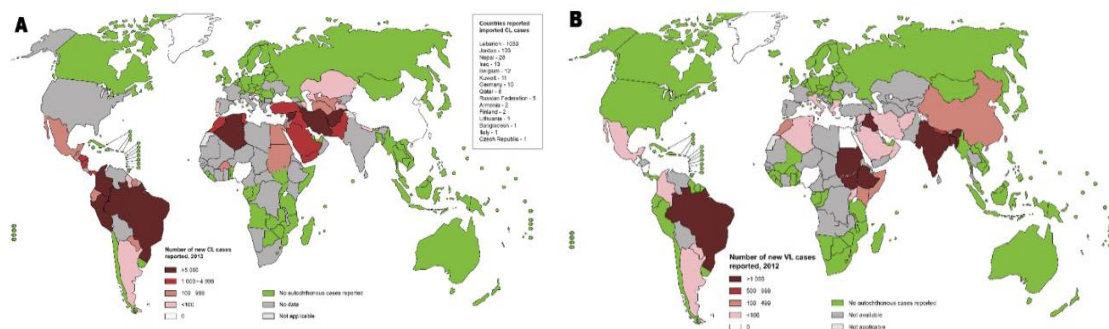 A
Countries reported
imported CL cases
Lebanon - 1033
Jordan - 103
Nepal - 28
Iraq - 13
Belgium - 12
Kuwait - 11
Germany - 10
Qatar - 6
Russian Federation - 5
Armenia - 2
Finland - 2
Lithuania - 1
Bangladesh - 1
Italy - 1
Czech Republic - 1
Number of new CL cases
reported, 2013
>5 000
1 000–4 999
100 999
<100
0
No autochthonous cases reported
No data
Not applicable
B
Number of new VL cases
reported, 2012
>1 000
500 999
100 499
<100
0
No autochthonous cases reported
Not available
Not applicable